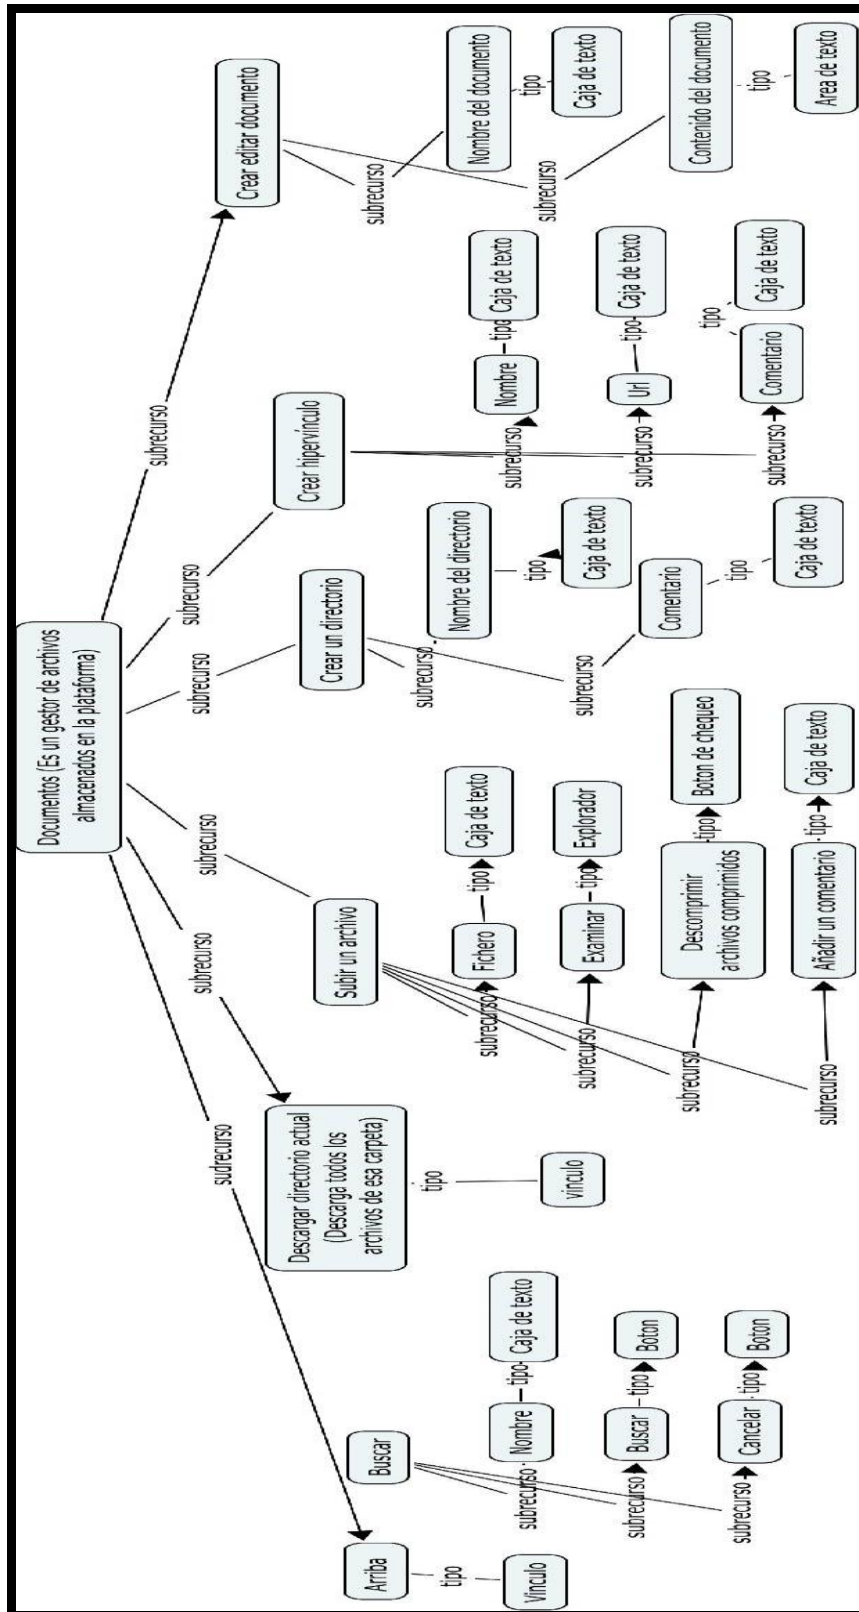 Documentos (Es un gestor de archivos
almacenados en la plataforma)
sudrecurso
subrecurso
subrecurso
subrecurso
subrecurso
subrecurso
Arriba
tipo
Vinculo
Buscar
subrecurso
Nombre
tipo
Caja de texto
subrecurso
Buscar
tipo
Boton
subrecurso
Cancelar
tipo
Boton
Descargar directorio actual
(Descarga todos los
archivos de esa carpeta)
tipo
vinculo
Subir un archivo
subrecurso
Fichero
tipo
Caja de texto
subrecurso
Examinar
tipo
Explorador
subrecurso
Descomprimir
archivos comprimidos
tipo
Boton de chequeo
subrecurso
Añadir un comentario
tipo
Caja de texto
Crear un directorio
subrecurso
Nombre del directorio
tipo
Caja de texto
subrecurso
Comentario
tipo
Caja de texto
Crear hipervínculo
subrecurso
Nombre
tipo
Caja de texto
subrecurso
Url
tipo
Caja de texto
subrecurso
Comentario
tipo
Caja de texto
Crear editar documento
subrecurso
Nombre del documento
tipo
Caja de texto
subrecurso
Contenido del documento
tipo
Area de texto